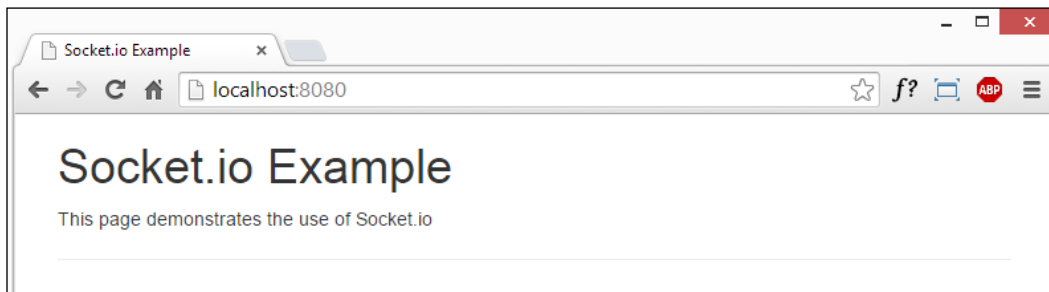 Socket.io Example
localhost:8080
f?
ABP
Socket.io Example
This page demonstrates the use of Socket.io